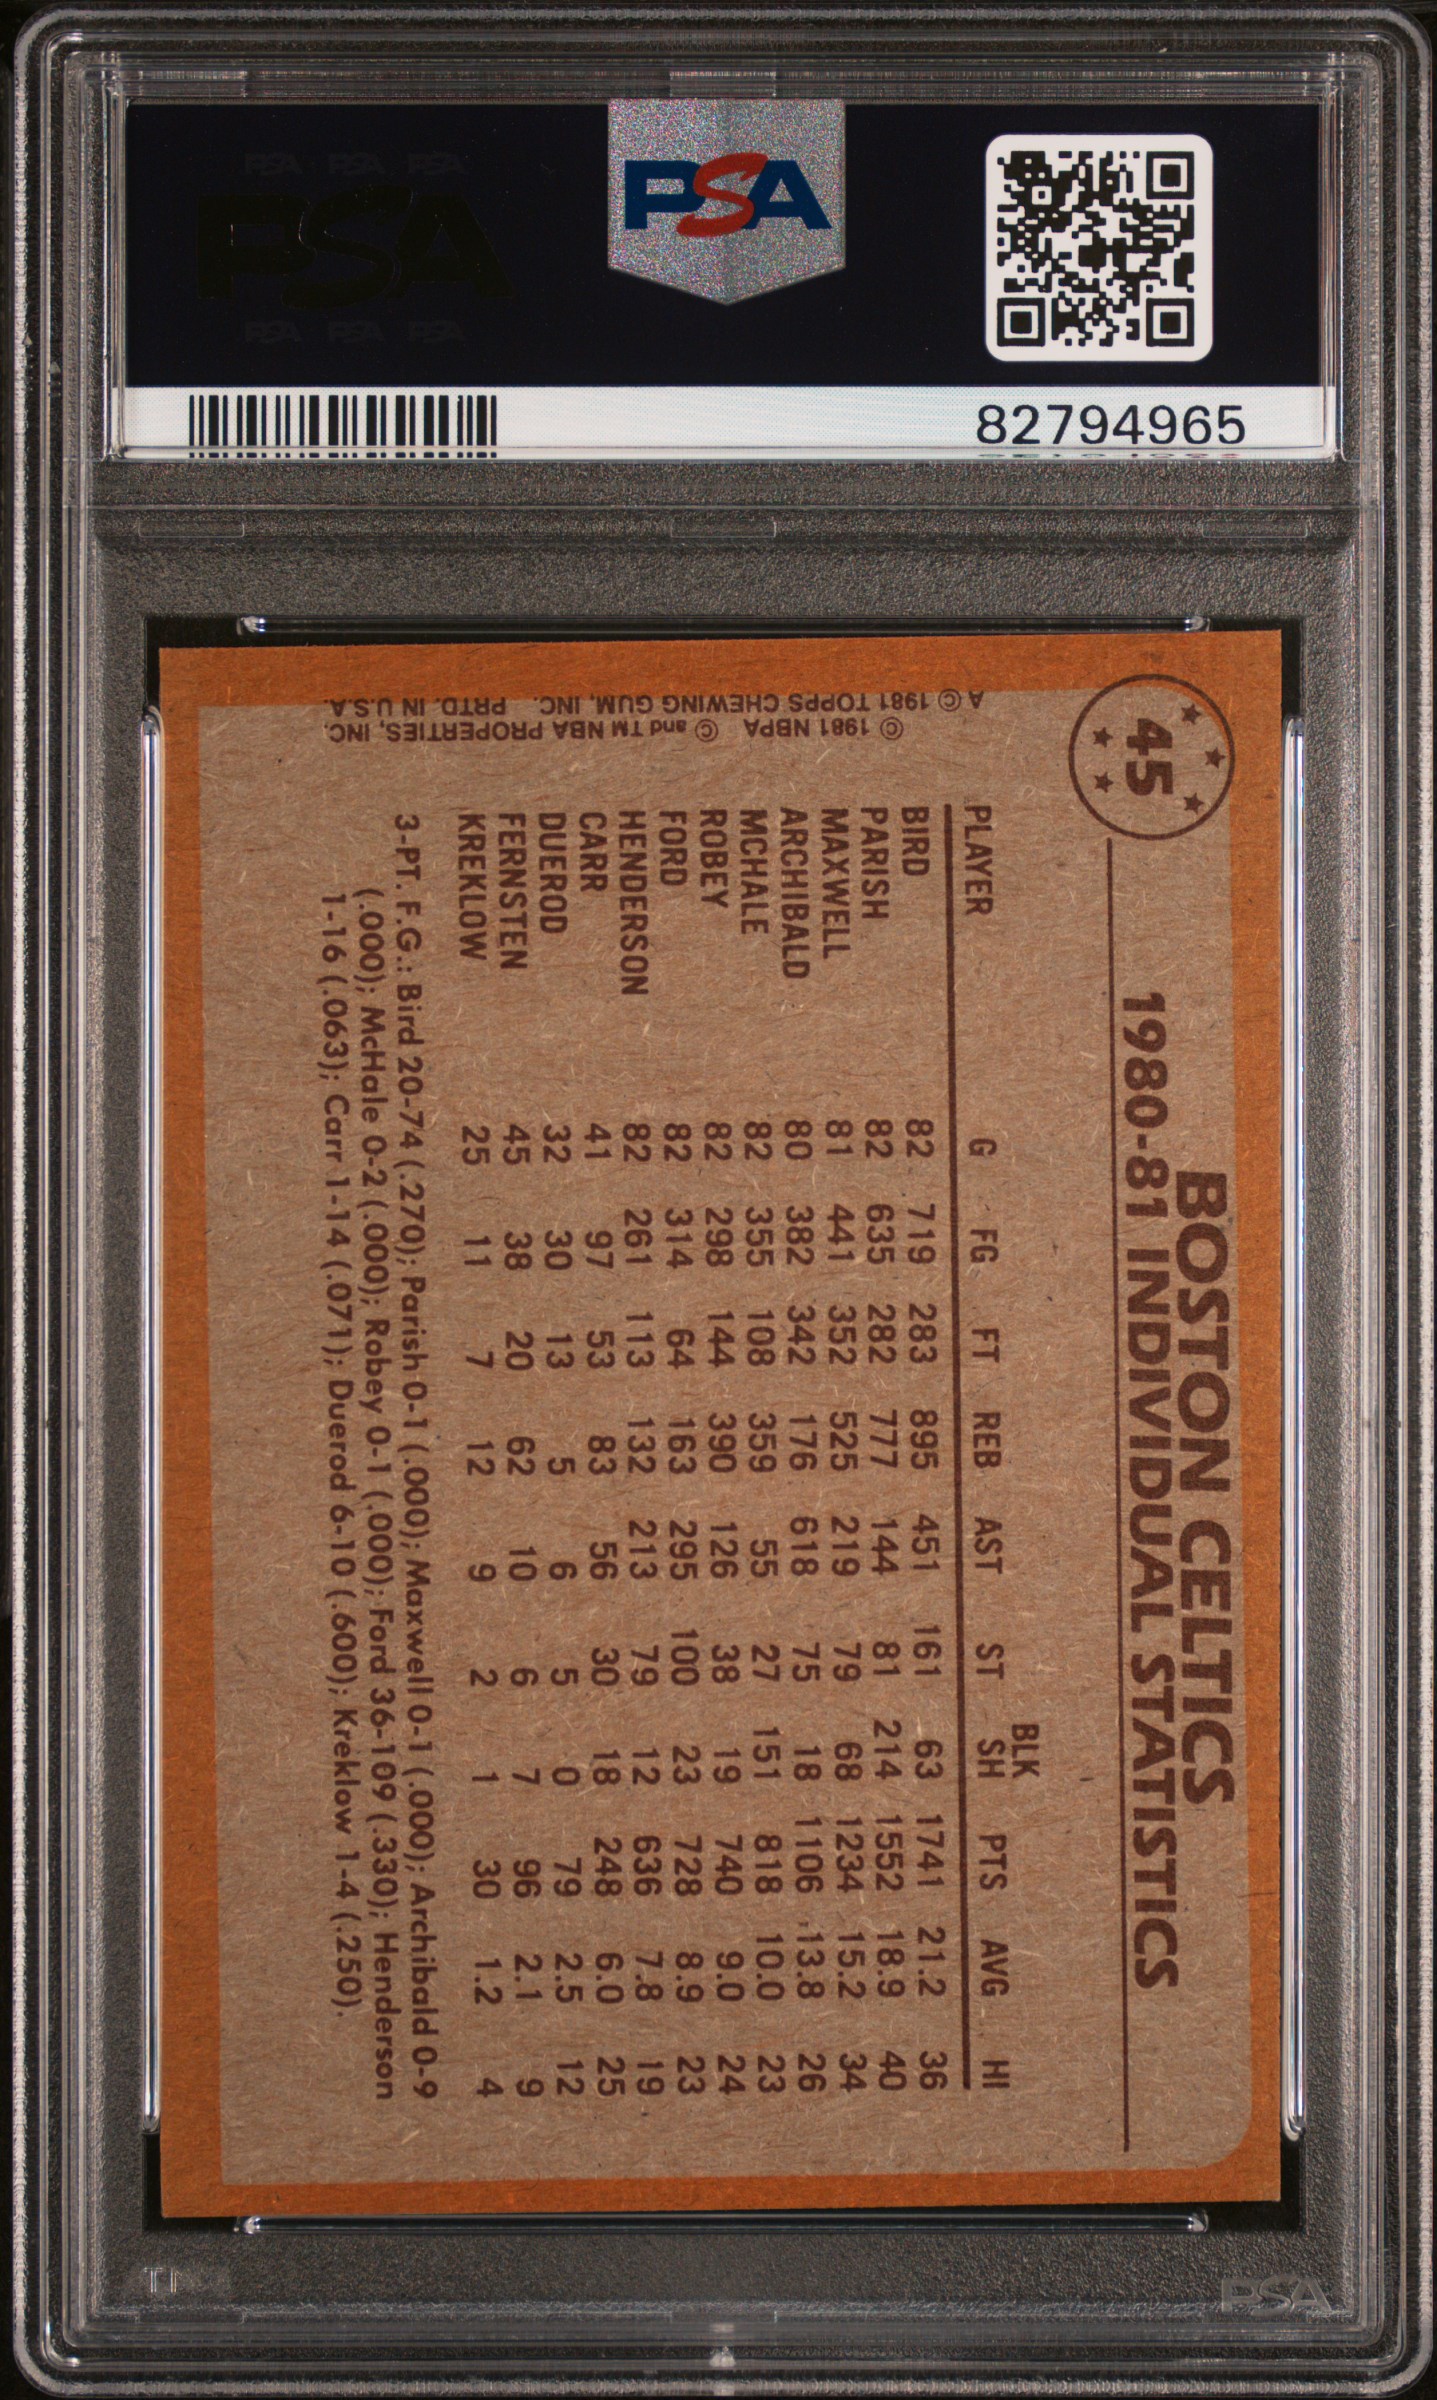 PSA PSA PSA
PSA
PSA PSA PSA
PSA
82794965
45
BOSTON CELTICS
1980-81 INDIVIDUAL STATISTICS
BLK
PLAYER G FG FT REB AST ST SH PTS AVG HI
BIRD 82 719 283 895 451 161 63 1741 21.2 36
PARISH 82 635 282 777 144 81 214 1552 18.9 40
MAXWELL 81 441 352 525 219 79 68 1234 15.2 34
ARCHIBALD 80 382 342 176 618 75 18 1106 13.8 26
MCHALE 82 355 108 359 55 27 151 818 10.0 23
ROBEY 82 298 144 390 126 38 19 740 9.0 24
FORD 82 314 64 163 295 100 23 728 8.9 23
HENDERSON 82 261 113 132 213 79 12 636 7.8 19
CARR 41 97 53 83 56 30 18 248 6.0 25
DUEROD 32 30 13 5 6 5 0 79 2.5 12
FERNSTEN 45 38 20 62 10 6 7 96 2.1 9
KREKLOW 25 11 7 12 9 2 1 30 1.2 4
3-PT. F.G.: Bird 20-74 (.270); Parish 0-1 (.000); Maxwell 0-1 (.000); Archibald 0-9
(.000); McHale 0-2 (.000); Robey 0-1 (.000); Ford 36-109 (.330); Henderson
1-16 (.063); Carr 1-14 (.071); Duerod 6-10 (.600); Kreklow 1-4 (.250).
© 1981 NBPA © and TM NBA PROPERTIES, INC.
A © 1981 TOPPS CHEWING GUM, INC. PRTD. IN U.S.A.
PSA